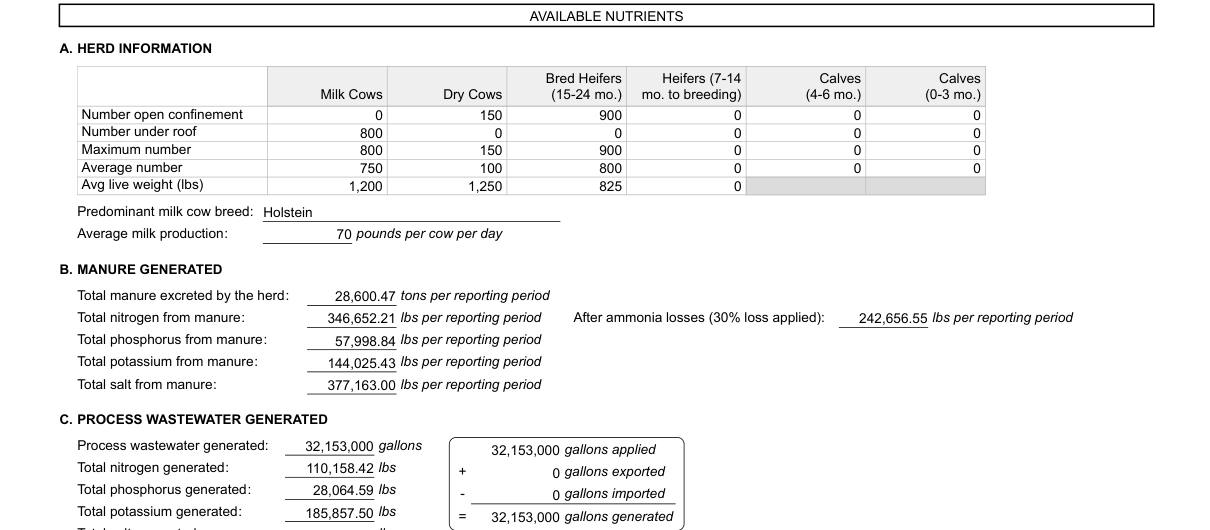 AVAILABLE NUTRIENTS
A. HERD INFORMATION
Milk Cows Dry Cows Bred Heifers (15-24 mo.) Heifers (7-14 mo. to breeding) Calves (4-6 mo.) Calves (0-3 mo.)
Number open confinement 0 150 900 0 0 0
Number under roof 800 0 0 0 0 0
Maximum number 800 150 900 0 0 0
Average number 750 100 800 0 0 0
Avg live weight (lbs) 1,200 1,250 825 0
Predominant milk cow breed: Holstein
Average milk production: 70 pounds per cow per day
B. MANURE GENERATED
Total manure excreted by the herd: 28,600.47 tons per reporting period
Total nitrogen from manure: 346,652.21 lbs per reporting period After ammonia losses (30% loss applied): 242,656.55 lbs per reporting period
Total phosphorus from manure: 57,998.84 lbs per reporting period
Total potassium from manure: 144,025.43 lbs per reporting period
Total salt from manure: 377,163.00 lbs per reporting period
C. PROCESS WASTEWATER GENERATED
Process wastewater generated: 32,153,000 gallons 32,153,000 gallons applied
Total nitrogen generated: 110,158.42 lbs + 0 gallons exported
Total phosphorus generated: 28,064.59 lbs - 0 gallons imported
Total potassium generated: 185,857.50 lbs = 32,153,000 gallons generated